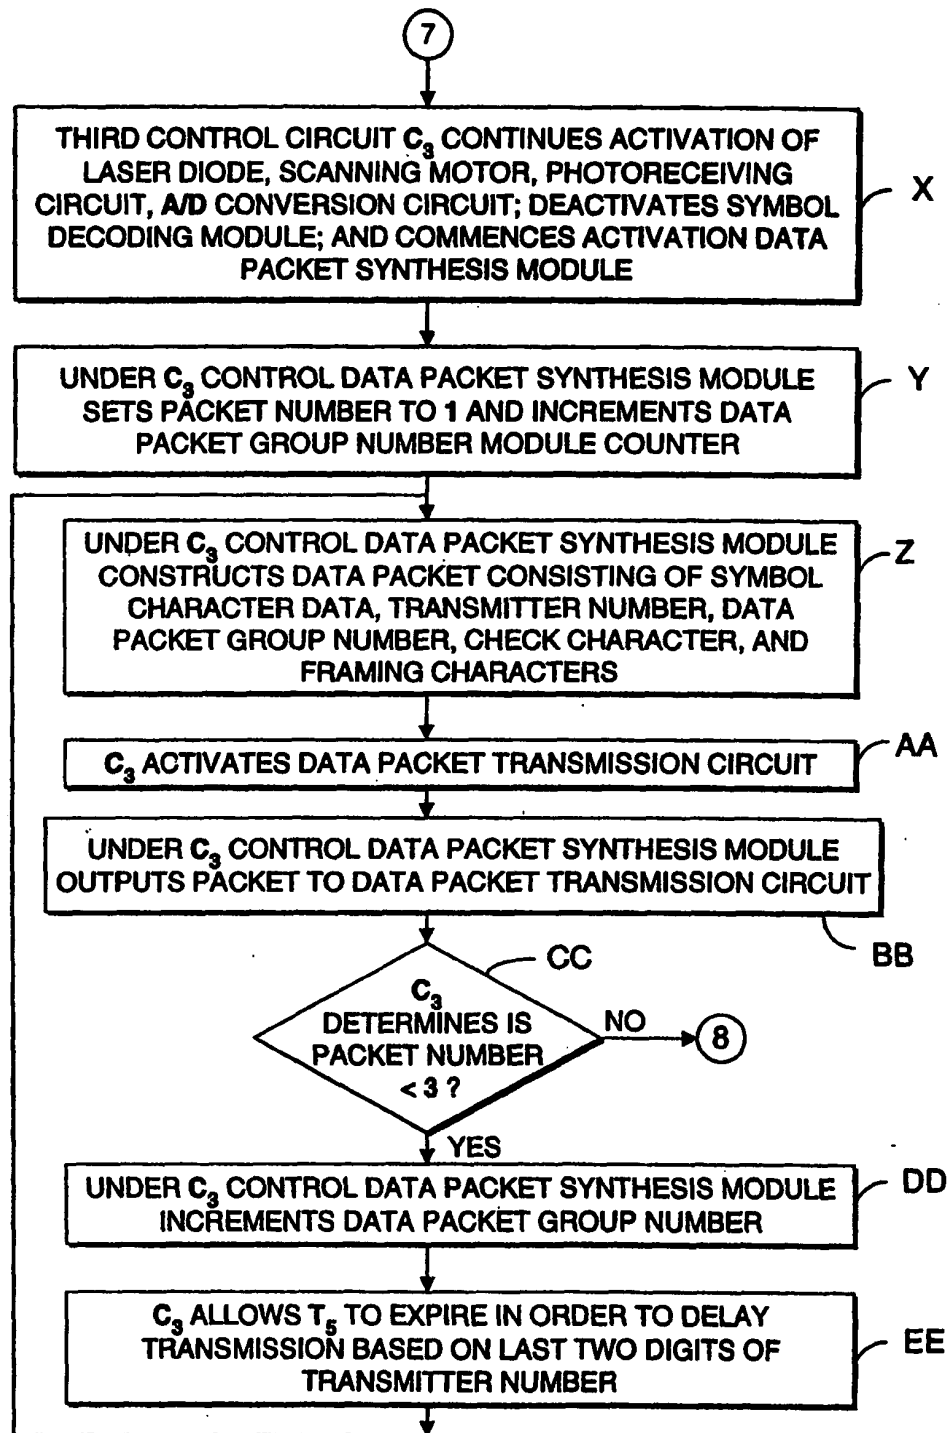 7
THIRD CONTROL CIRCUIT C₃ CONTINUES ACTIVATION OF
LASER DIODE, SCANNING MOTOR, PHOTORECEIVING
CIRCUIT, A/D CONVERSION CIRCUIT; DEACTIVATES SYMBOL
DECODING MODULE; AND COMMENCES ACTIVATION DATA
PACKET SYNTHESIS MODULE
X
UNDER C₃ CONTROL DATA PACKET SYNTHESIS MODULE
SETS PACKET NUMBER TO 1 AND INCREMENTS DATA
PACKET GROUP NUMBER MODULE COUNTER
Y
UNDER C₃ CONTROL DATA PACKET SYNTHESIS MODULE
CONSTRUCTS DATA PACKET CONSISTING OF SYMBOL
CHARACTER DATA, TRANSMITTER NUMBER, DATA
PACKET GROUP NUMBER, CHECK CHARACTER, AND
FRAMING CHARACTERS
Z
C₃ ACTIVATES DATA PACKET TRANSMISSION CIRCUIT
AA
UNDER C₃ CONTROL DATA PACKET SYNTHESIS MODULE
OUTPUTS PACKET TO DATA PACKET TRANSMISSION CIRCUIT
BB
C₃
DETERMINES IS
PACKET NUMBER
< 3 ?
CC
NO
8
YES
UNDER C₃ CONTROL DATA PACKET SYNTHESIS MODULE
INCREMENTS DATA PACKET GROUP NUMBER
DD
C₃ ALLOWS T₅ TO EXPIRE IN ORDER TO DELAY
TRANSMISSION BASED ON LAST TWO DIGITS OF
TRANSMITTER NUMBER
EE